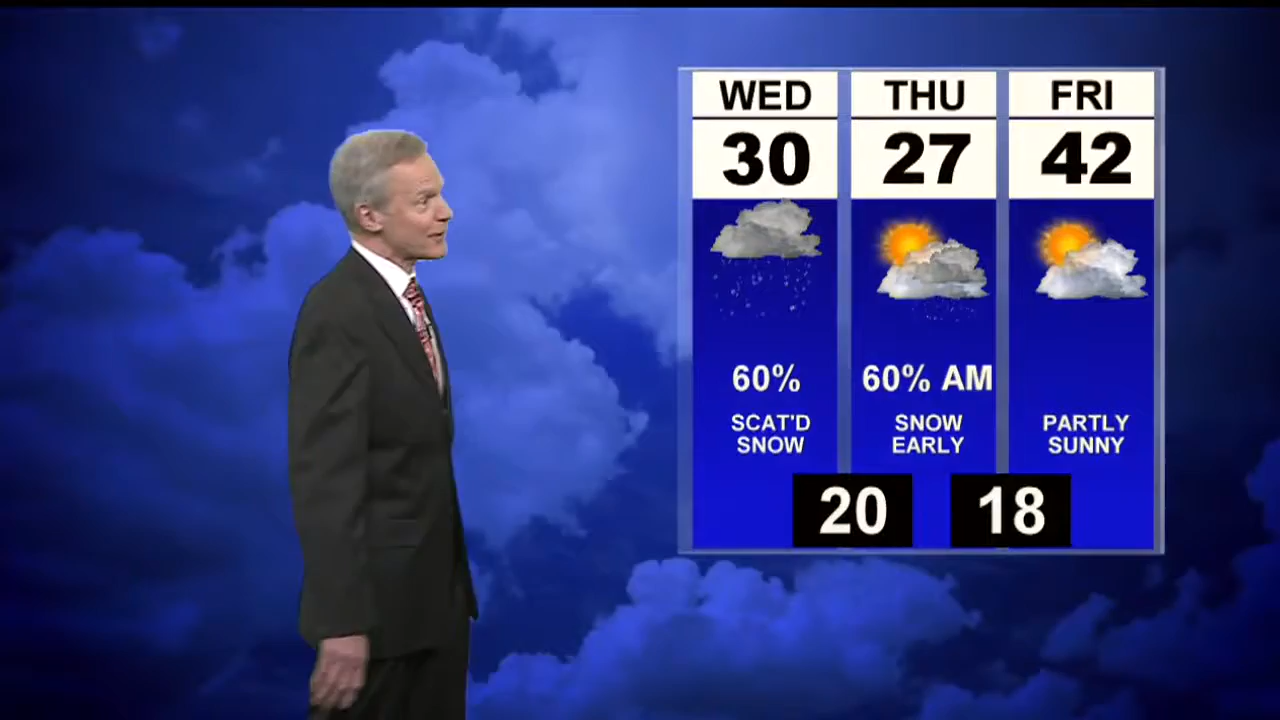 WED
30
60%
SCAT'D
SNOW
THU
27
60% AM
SNOW
EARLY
FRI
42
PARTLY
SUNNY
20
18